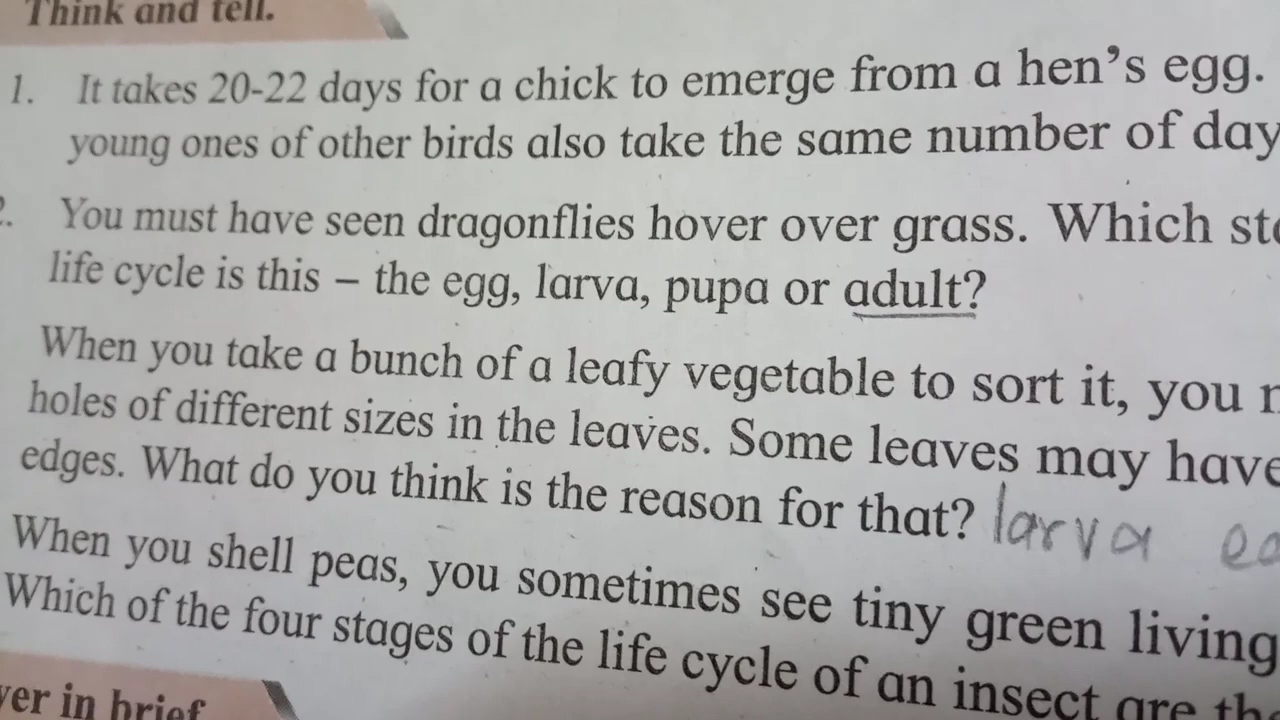 Think and tell.
1. It takes 20-22 days for a chick to emerge from a hen's egg.
young ones of other birds also take the same number of day
2. You must have seen dragonflies hover over grass. Which
life cycle is this – the egg, larva, pupa or adult?
When you take a bunch of a leafy vegetable to sort it, you
holes of different sizes in the leaves. Some leaves may have
edges. What do you think is the reason for that? larva
When you shell peas, you sometimes see tiny green living
Which of the four stages of the life cycle of an insect are
in brief